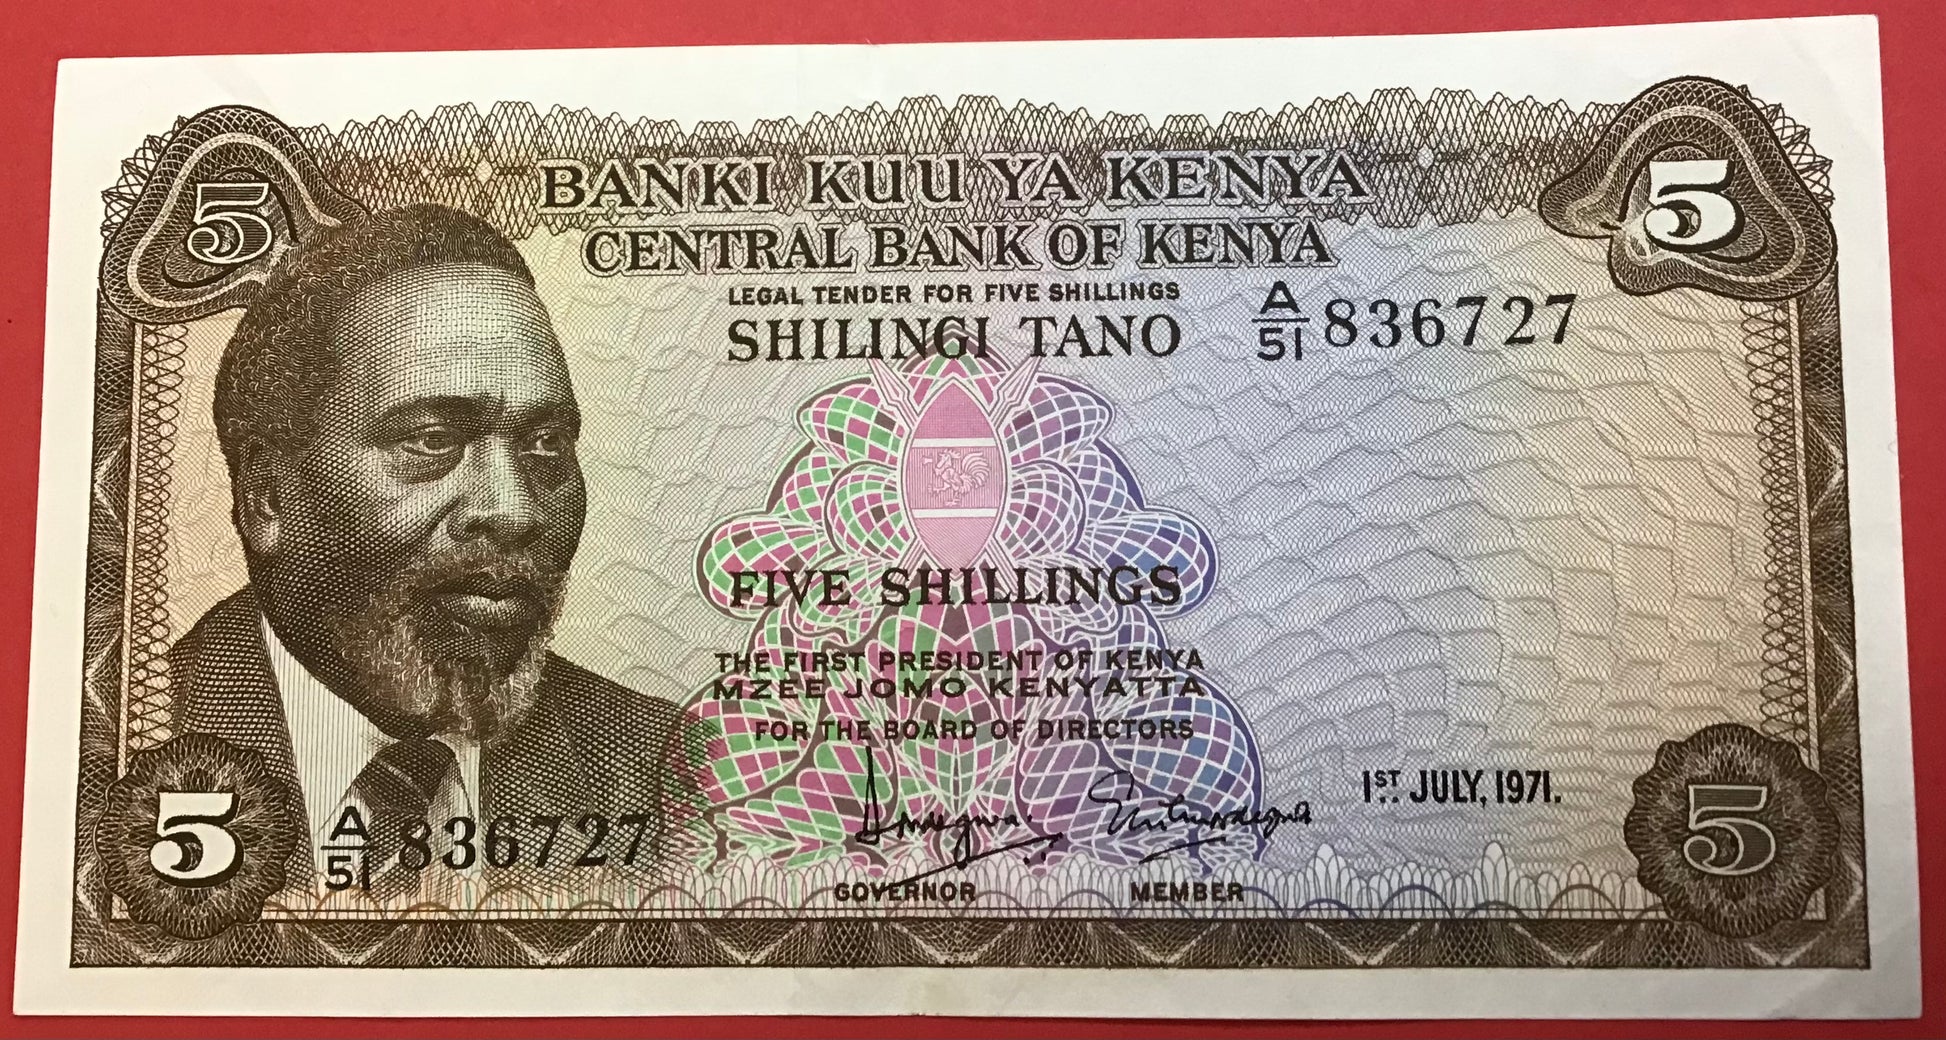 5 5
BANKI KUU YA KENYA
CENTRAL BANK OF KENYA
LEGAL TENDER FOR FIVE SHILLINGS
SHILINGI TANO A/51 836727
FIVE SHILLINGS
THE FIRST PRESIDENT OF KENYA
MZEE JOMO KENYATTA
FOR THE BOARD OF DIRECTORS
1ST JULY, 1971.
5 A/51 836727 5
GOVERNOR MEMBER